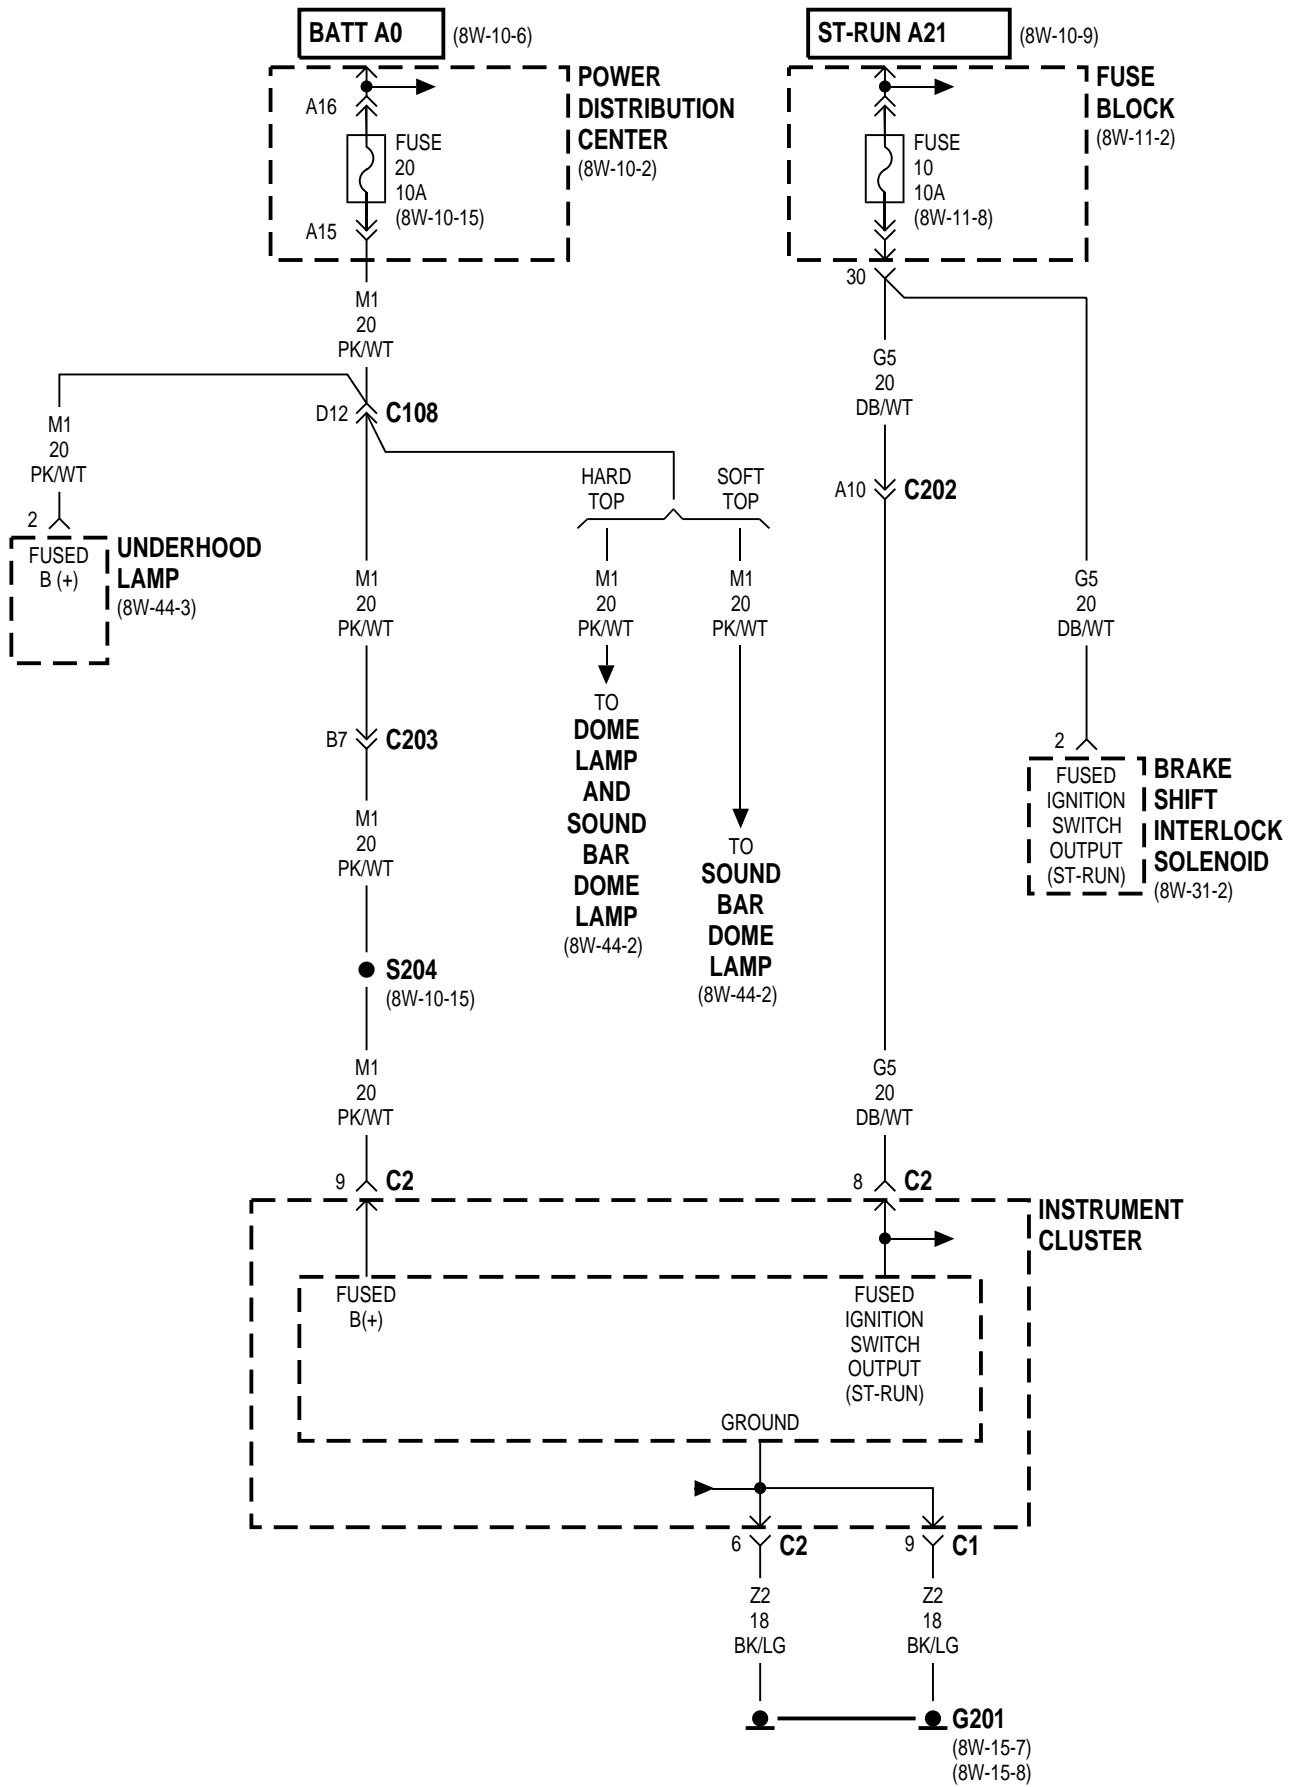 BATT A0
(8W-10-6)
ST-RUN A21
(8W-10-9)
POWER
DISTRIBUTION
CENTER
(8W-10-2)
A16
FUSE
20
10A
(8W-10-15)
A15
FUSE
BLOCK
(8W-11-2)
FUSE
10
10A
(8W-11-8)
30
M1
20
PK/WT
G5
20
DB/WT
D12
C108
M1
20
PK/WT
HARD
TOP
SOFT
TOP
A10
C202
2
FUSED
B (+)
UNDERHOOD
LAMP
(8W-44-3)
M1
20
PK/WT
M1
20
PK/WT
M1
20
PK/WT
G5
20
DB/WT
TO
DOME
LAMP
AND
SOUND
BAR
DOME
LAMP
(8W-44-2)
B7
C203
2
FUSED
IGNITION
SWITCH
OUTPUT
(ST-RUN)
BRAKE
SHIFT
INTERLOCK
SOLENOID
(8W-31-2)
M1
20
PK/WT
TO
SOUND
BAR
DOME
LAMP
(8W-44-2)
S204
(8W-10-15)
M1
20
PK/WT
G5
20
DB/WT
9
C2
8
C2
INSTRUMENT
CLUSTER
FUSED
B(+)
FUSED
IGNITION
SWITCH
OUTPUT
(ST-RUN)
GROUND
6
C2
9
C1
Z2
18
BK/LG
Z2
18
BK/LG
G201
(8W-15-7)
(8W-15-8)